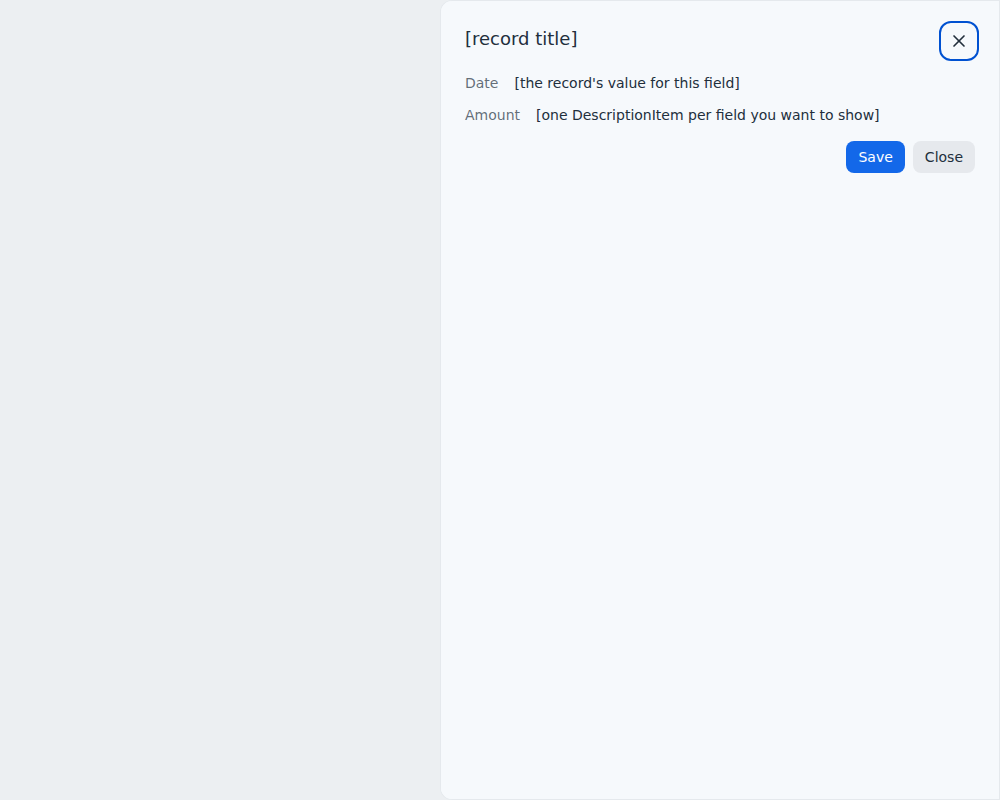 [record title]
Date [the record's value for this field]
Amount [one DescriptionItem per field you want to show]
Save Close